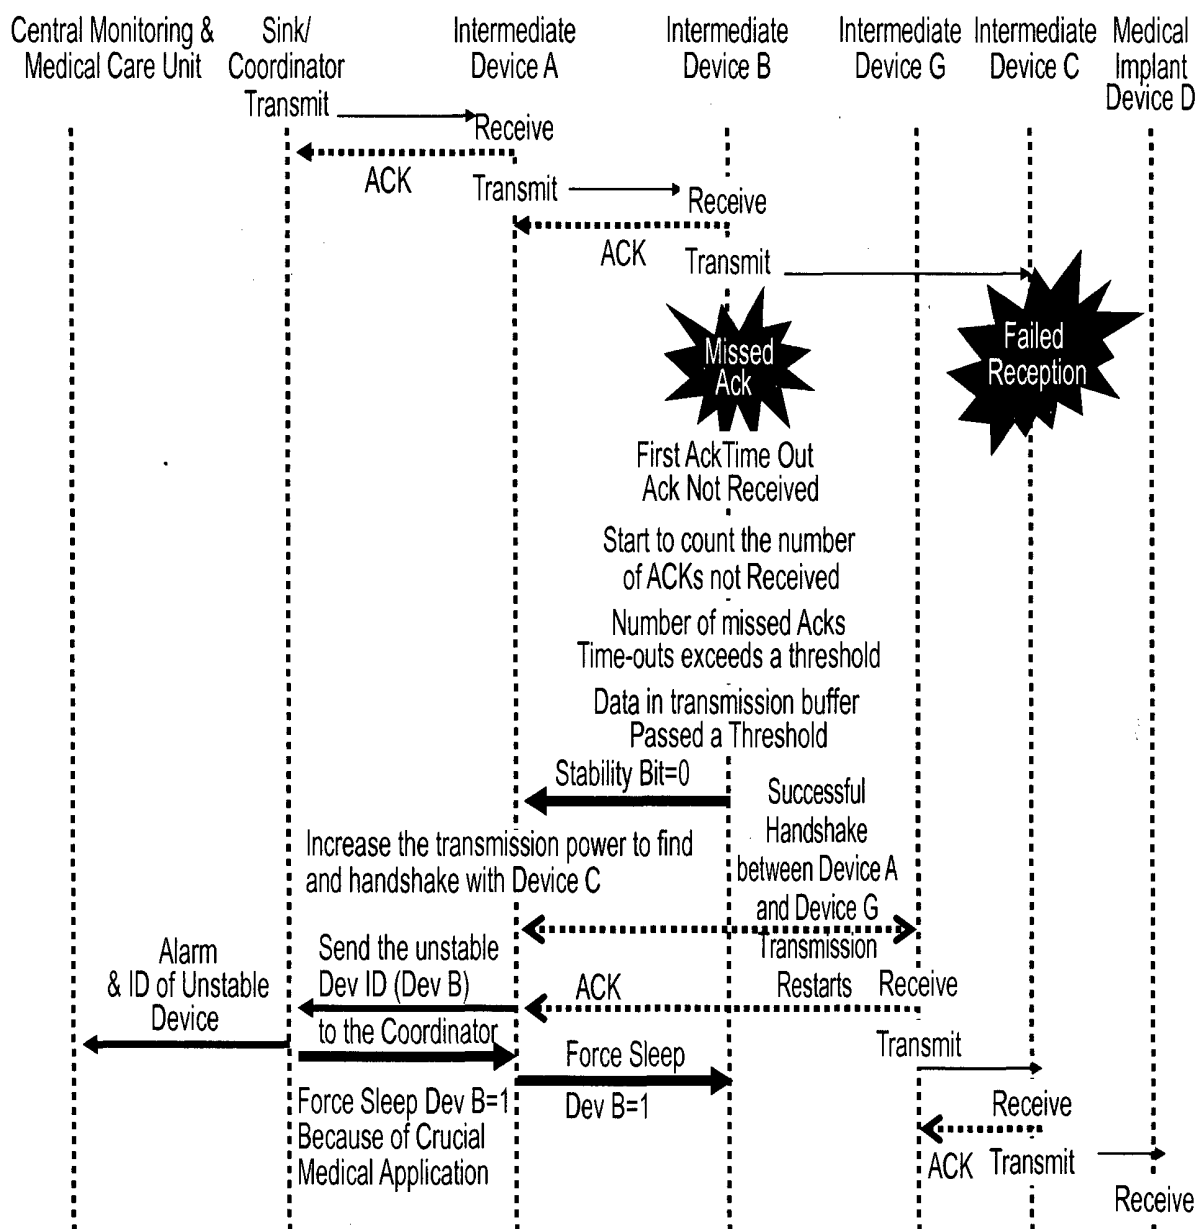 Central Monitoring &
Medical Care Unit
Sink/
Coordinator
Intermediate
Device A
Intermediate
Device B
Intermediate
Device G
Intermediate
Device C
Medical
Implant
Device D
Transmit
Receive
ACK
Transmit
Receive
ACK
Transmit
Missed
Ack
Failed
Reception
First AckTime Out
Ack Not Received
Start to count the number
of ACKs not Received
Number of missed Acks
Time-outs exceeds a threshold
Data in transmission buffer
Passed a Threshold
Stability Bit=0
Successful
Handshake
between Device A
and Device G
Increase the transmission power to find
and handshake with Device C
Transmission
Restarts
Alarm
& ID of Unstable
Device
Send the unstable
Dev ID (Dev B)
to the Coordinator
ACK
Receive
Transmit
Force Sleep
Dev B=1
Force Sleep Dev B=1
Because of Crucial
Medical Application
Receive
ACK
Transmit
Receive